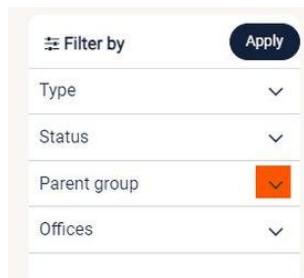 Filter by
Apply
Type
Status
Parent group
Offices